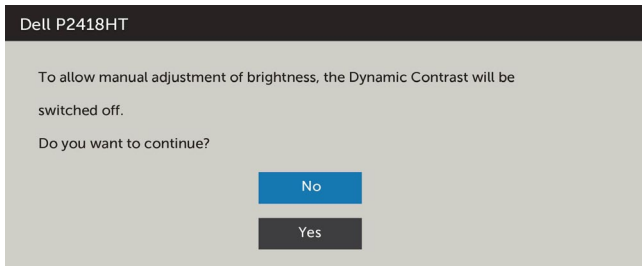 Dell P2418HT
To allow manual adjustment of brightness, the Dynamic Contrast will be
switched off.
Do you want to continue?
No
Yes